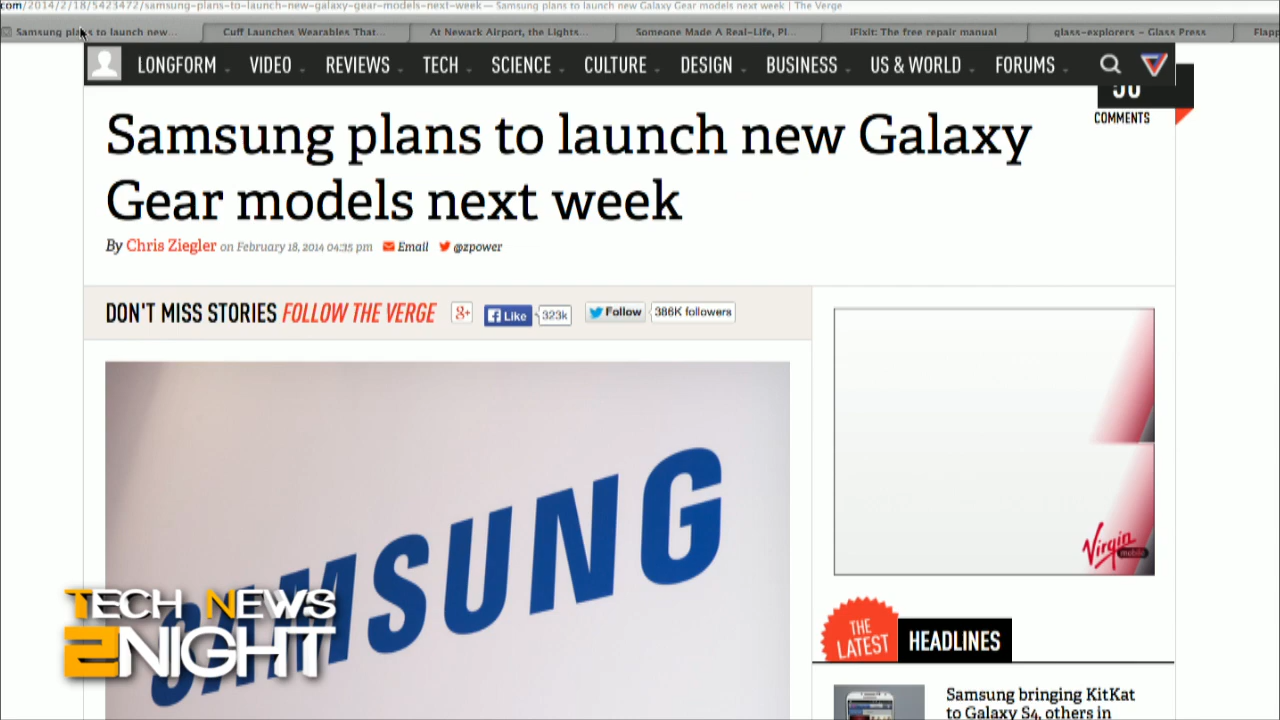 com/2014/2/18/5423472/samsung-plans-to-launch-new-galaxy-gear-models-next-week — Samsung plans to launch new Galaxy Gear models next week | The Verge
Samsung plans to launch new... Cuff Launches Wearables That... At Newark Airport, the Lights... Someone Made A Real-Life, Pl... iFixit: The free repair manual glass-explorers - Glass Press Flapp
LONGFORM VIDEO REVIEWS TECH SCIENCE CULTURE DESIGN BUSINESS US & WORLD FORUMS
COMMENTS
Samsung plans to launch new Galaxy
Gear models next week
By Chris Ziegler on February 18, 2014 04:35 pm Email @zpower
DON'T MISS STORIES FOLLOW THE VERGE 8+ Like 323k Follow 386K followers
SAMSUNG
Virgin
mobile
TECH NEWS
2NIGHT
THE
LATEST
HEADLINES
Samsung bringing KitKat
to Galaxy S4, others in